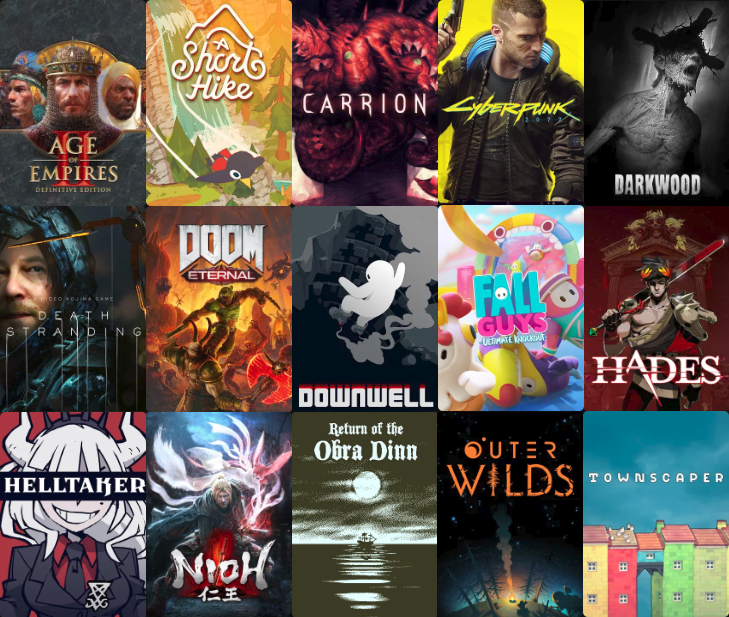 AGE
OF
EMPIRES
II
DEFINITIVE EDITION
A
Short
Hike
CARRION
CYBERPUNK
2077
DARKWOOD
A HIDEO KOJIMA GAME
DEATH
STRANDING
DOOM
ETERNAL
DOWNWELL
FALL
GUYS
ULTIMATE KNOCKOUT
HADES
HELLTAKER
NIOH
仁王
Return of the
Obra Dinn
OUTER
WILDS
TOWNSCAPER